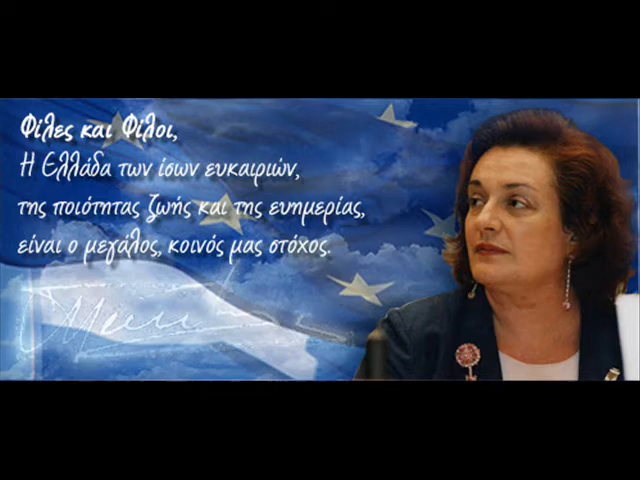 Φίλες και Φίλοι,
Η Ελλάδα των ίσων ευκαιριών,
της ποιότητας ζωής και της ευημερίας,
είναι ο μεγάλος, κοινός μας στόχος.